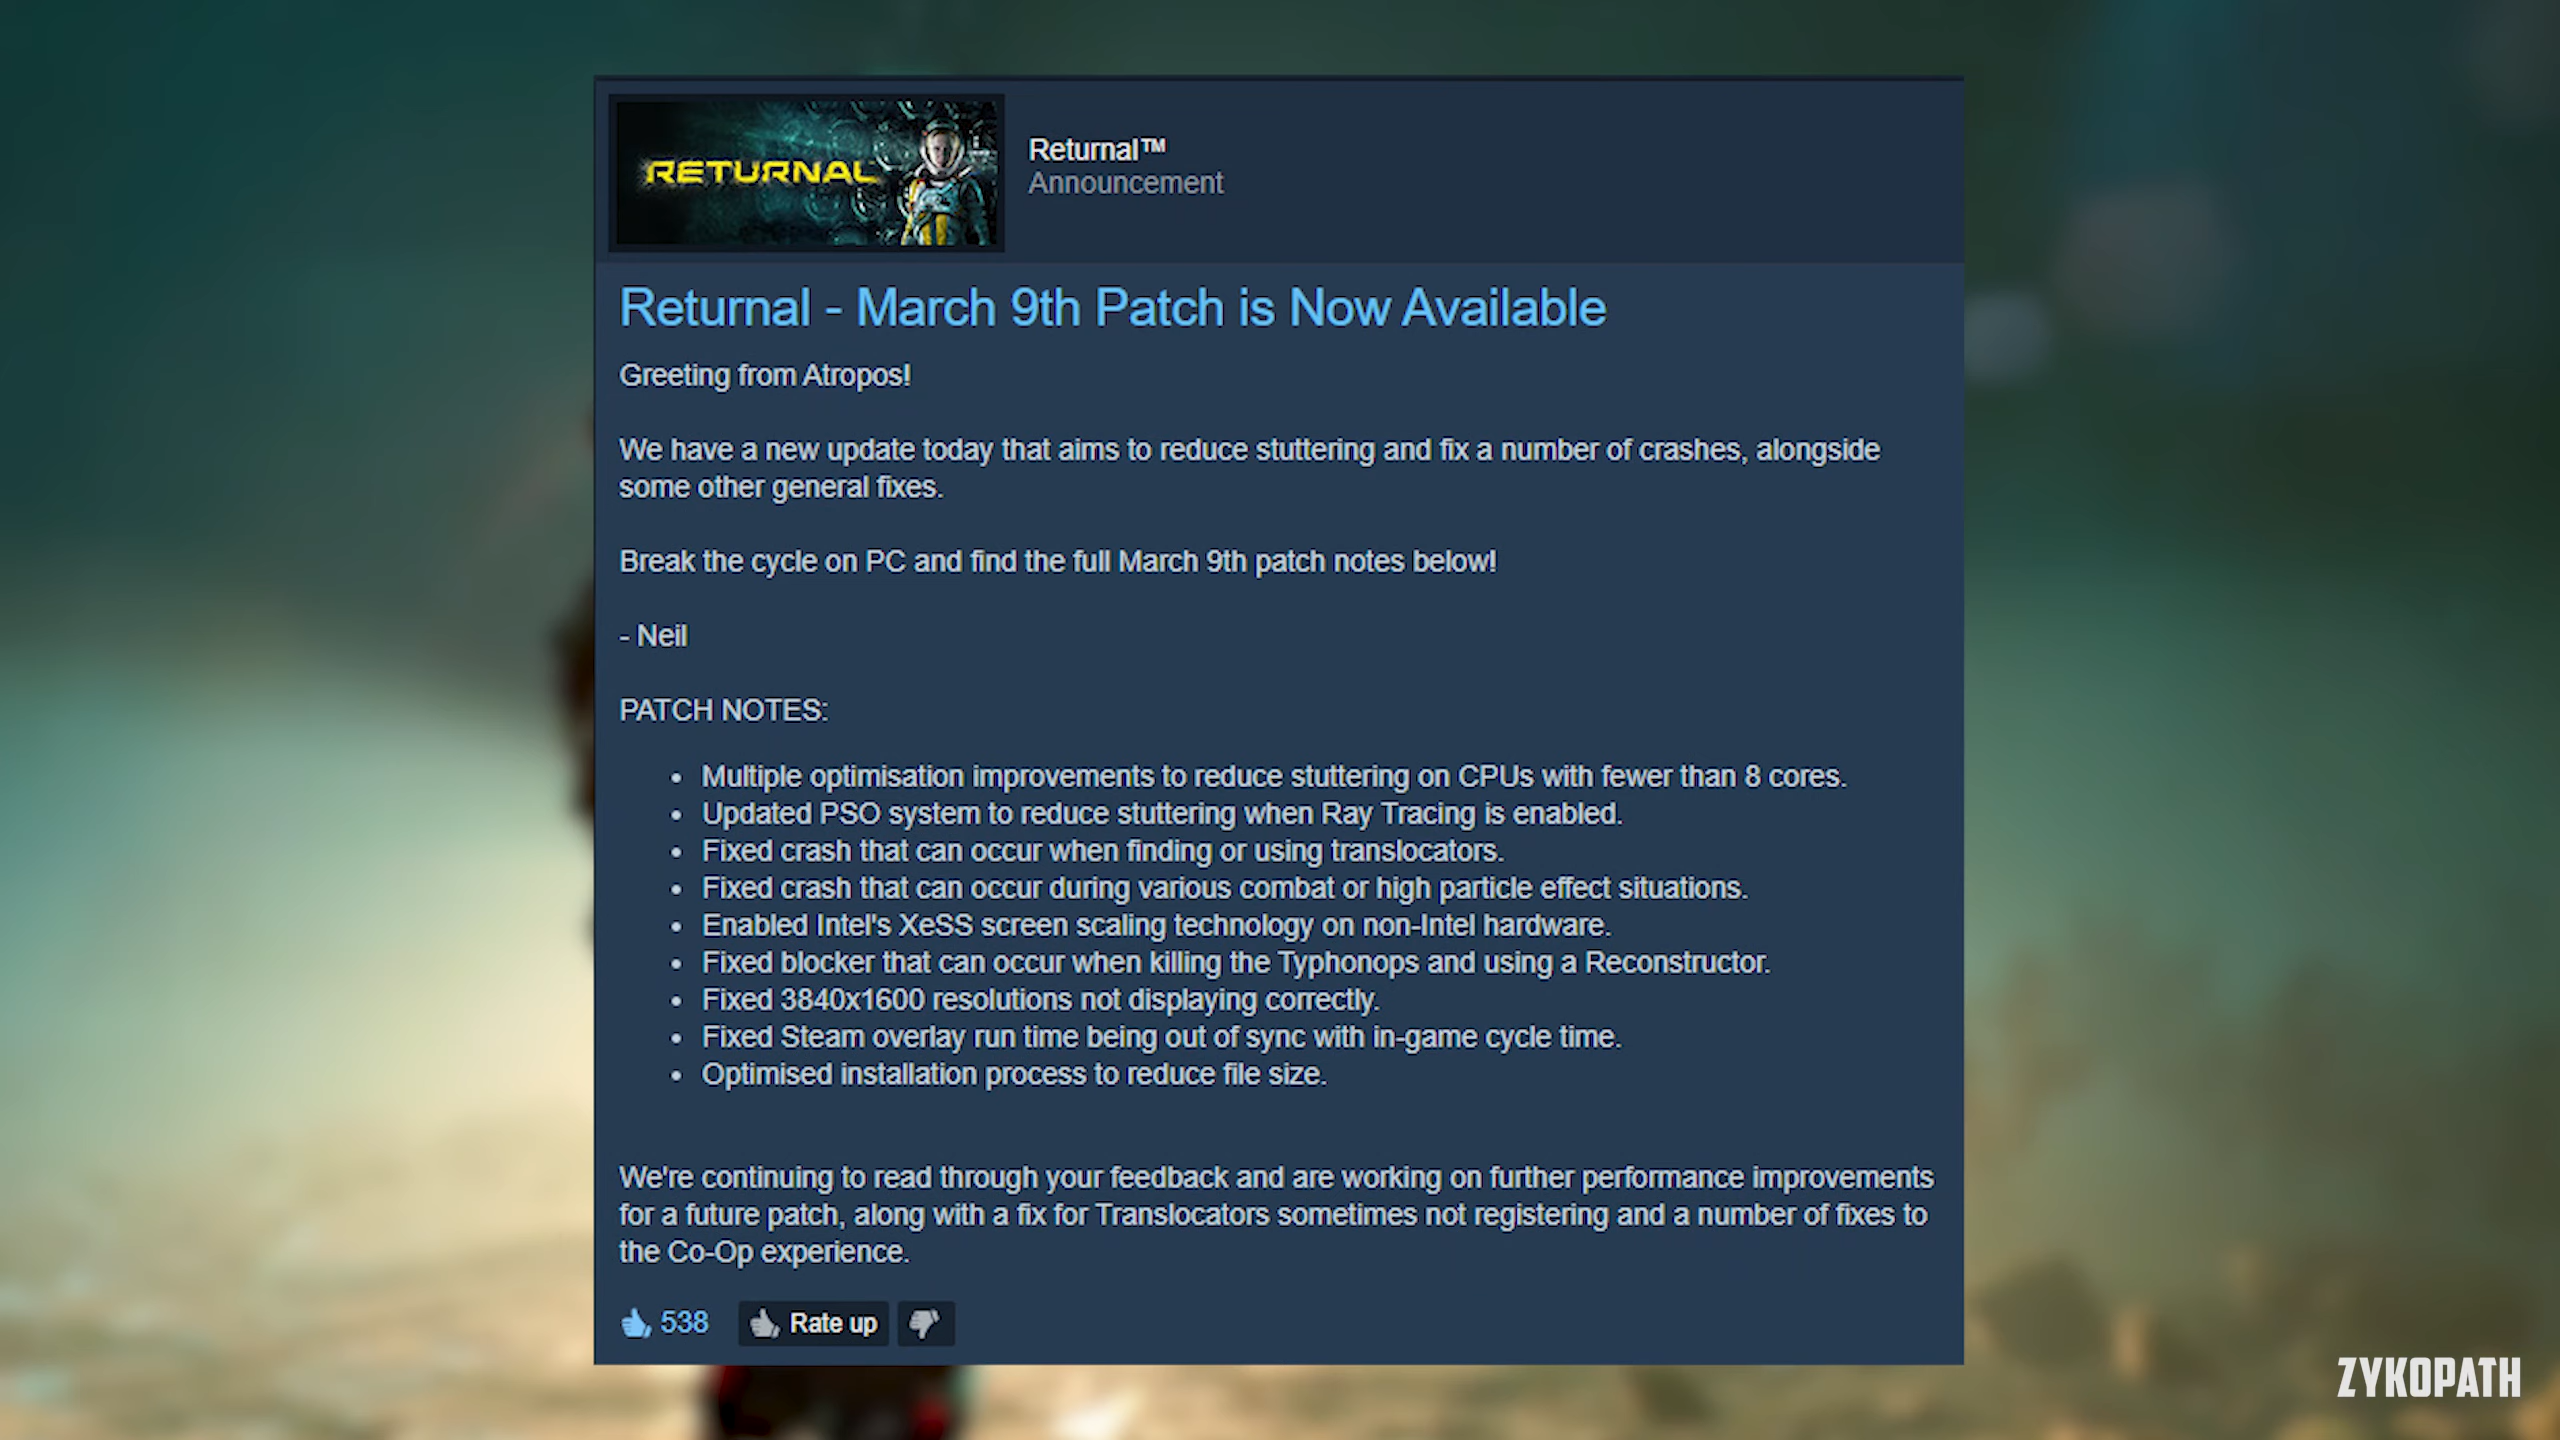 RETURNAL
Returnal™
Announcement
Returnal - March 9th Patch is Now Available
Greeting from Atropos!
We have a new update today that aims to reduce stuttering and fix a number of crashes, alongside
some other general fixes.
Break the cycle on PC and find the full March 9th patch notes below!
- Neil
PATCH NOTES:
• Multiple optimisation improvements to reduce stuttering on CPUs with fewer than 8 cores.
• Updated PSO system to reduce stuttering when Ray Tracing is enabled.
• Fixed crash that can occur when finding or using translocators.
• Fixed crash that can occur during various combat or high particle effect situations.
• Enabled Intel's XeSS screen scaling technology on non-Intel hardware.
• Fixed blocker that can occur when killing the Typhonops and using a Reconstructor.
• Fixed 3840x1600 resolutions not displaying correctly.
• Fixed Steam overlay run time being out of sync with in-game cycle time.
• Optimised installation process to reduce file size.
We're continuing to read through your feedback and are working on further performance improvements
for a future patch, along with a fix for Translocators sometimes not registering and a number of fixes to
the Co-Op experience.
538 Rate up
ZYKOPATH